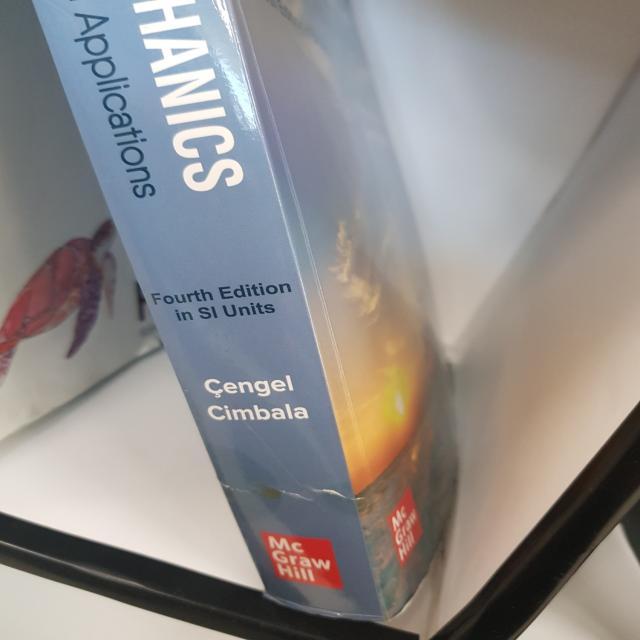 HANICS
Applications
Fourth Edition
in SI Units
Çengel
Cimbala
Mc
Graw
Hill
Mc
Graw
Hill